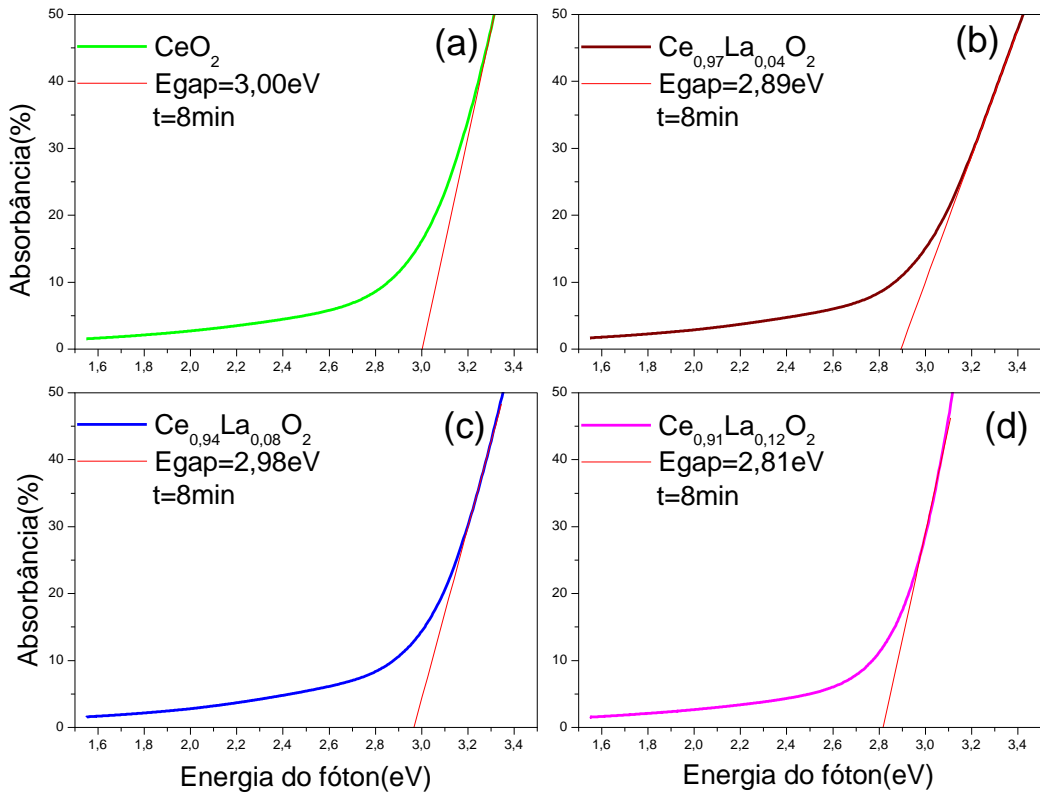 (a)
CeO2
Egap=3,00eV
t=8min
Absorbância(%)
50
40
30
20
10
0
1,6 1,8 2,0 2,2 2,4 2,6 2,8 3,0 3,2 3,4
(b)
Ce0,97La0,04O2
Egap=2,89eV
t=8min
50
40
30
20
10
0
1,6 1,8 2,0 2,2 2,4 2,6 2,8 3,0 3,2 3,4
(c)
Ce0,94La0,08O2
Egap=2,98eV
t=8min
Absorbância(%)
50
40
30
20
10
0
1,6 1,8 2,0 2,2 2,4 2,6 2,8 3,0 3,2 3,4
Energia do fóton(eV)
(d)
Ce0,91La0,12O2
Egap=2,81eV
t=8min
50
40
30
20
10
0
1,6 1,8 2,0 2,2 2,4 2,6 2,8 3,0 3,2 3,4
Energia do fóton(eV)